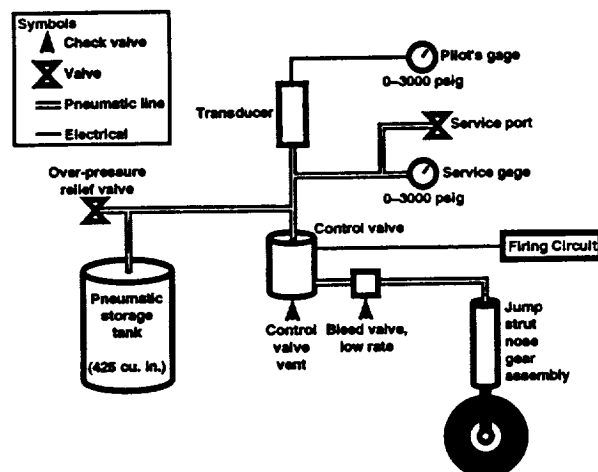 Symbols
Check valve
Valve
Pneumatic line
Electrical
Pilot's gage
0–3000 psig
Transducer
Service port
Service gage
0–3000 psig
Over-pressure
relief valve
Control valve
Firing Circuit
Pneumatic
storage
tank
(425 cu. in.)
Control
valve
vent
Bleed valve,
low rate
Jump
strut
nose
gear
assembly